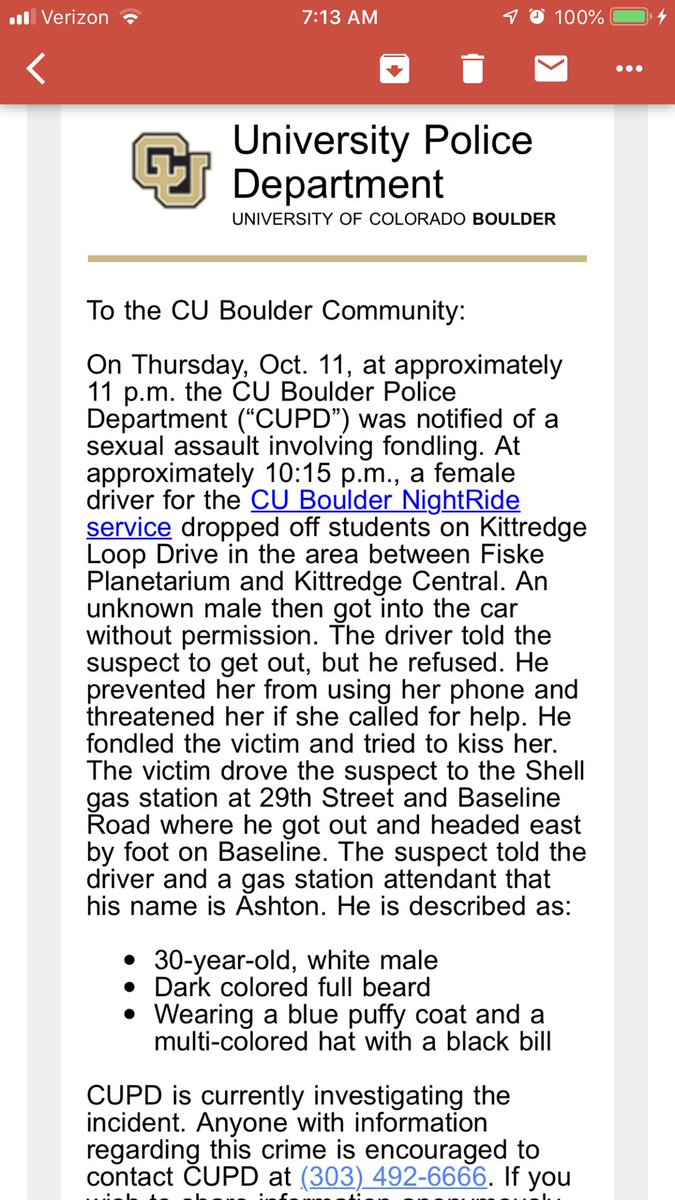 Verizon 7:13 AM 100%
CU
University Police
Department
UNIVERSITY OF COLORADO BOULDER
To the CU Boulder Community:
On Thursday, Oct. 11, at approximately
11 p.m. the CU Boulder Police
Department (“CUPD”) was notified of a
sexual assault involving fondling. At
approximately 10:15 p.m., a female
driver for the CU Boulder NightRide
service dropped off students on Kittredge
Loop Drive in the area between Fiske
Planetarium and Kittredge Central. An
unknown male then got into the car
without permission. The driver told the
suspect to get out, but he refused. He
prevented her from using her phone and
threatened her if she called for help. He
fondled the victim and tried to kiss her.
The victim drove the suspect to the Shell
gas station at 29th Street and Baseline
Road where he got out and headed east
by foot on Baseline. The suspect told the
driver and a gas station attendant that
his name is Ashton. He is described as:
• 30-year-old, white male
• Dark colored full beard
• Wearing a blue puffy coat and a
multi-colored hat with a black bill
CUPD is currently investigating the
incident. Anyone with information
regarding this crime is encouraged to
contact CUPD at (303) 492-6666. If you
wish to share information anonymously